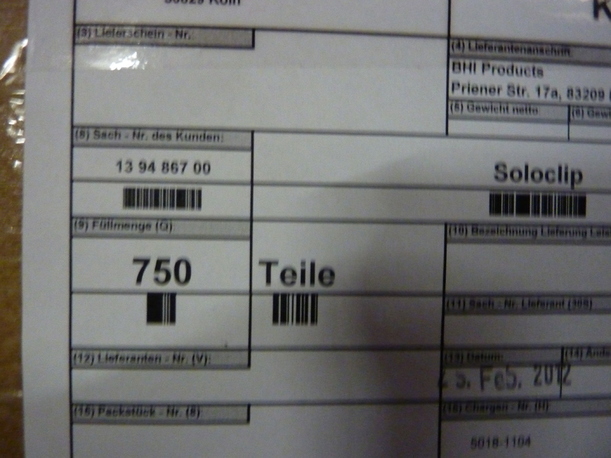 (3) Lieferschein - Nr.
(4) Lieferantenanschrift
BHI Products
Priener Str. 17a, 83209
(5) Gewicht netto
(8) Sach - Nr. des Kunden:
13 94 867 00
Soloclip
(9) Füllmenge (Q)
(10) Bezeichnung Lieferung
750 Teile
(11) Sach - Nr. Lieferant (30S)
(12) Lieferanten - Nr. (V):
(13) Datum:
Feb. 2012
(15) Packstück - Nr. (S)
(16) Chargen - Nr. (H)
5018-1104